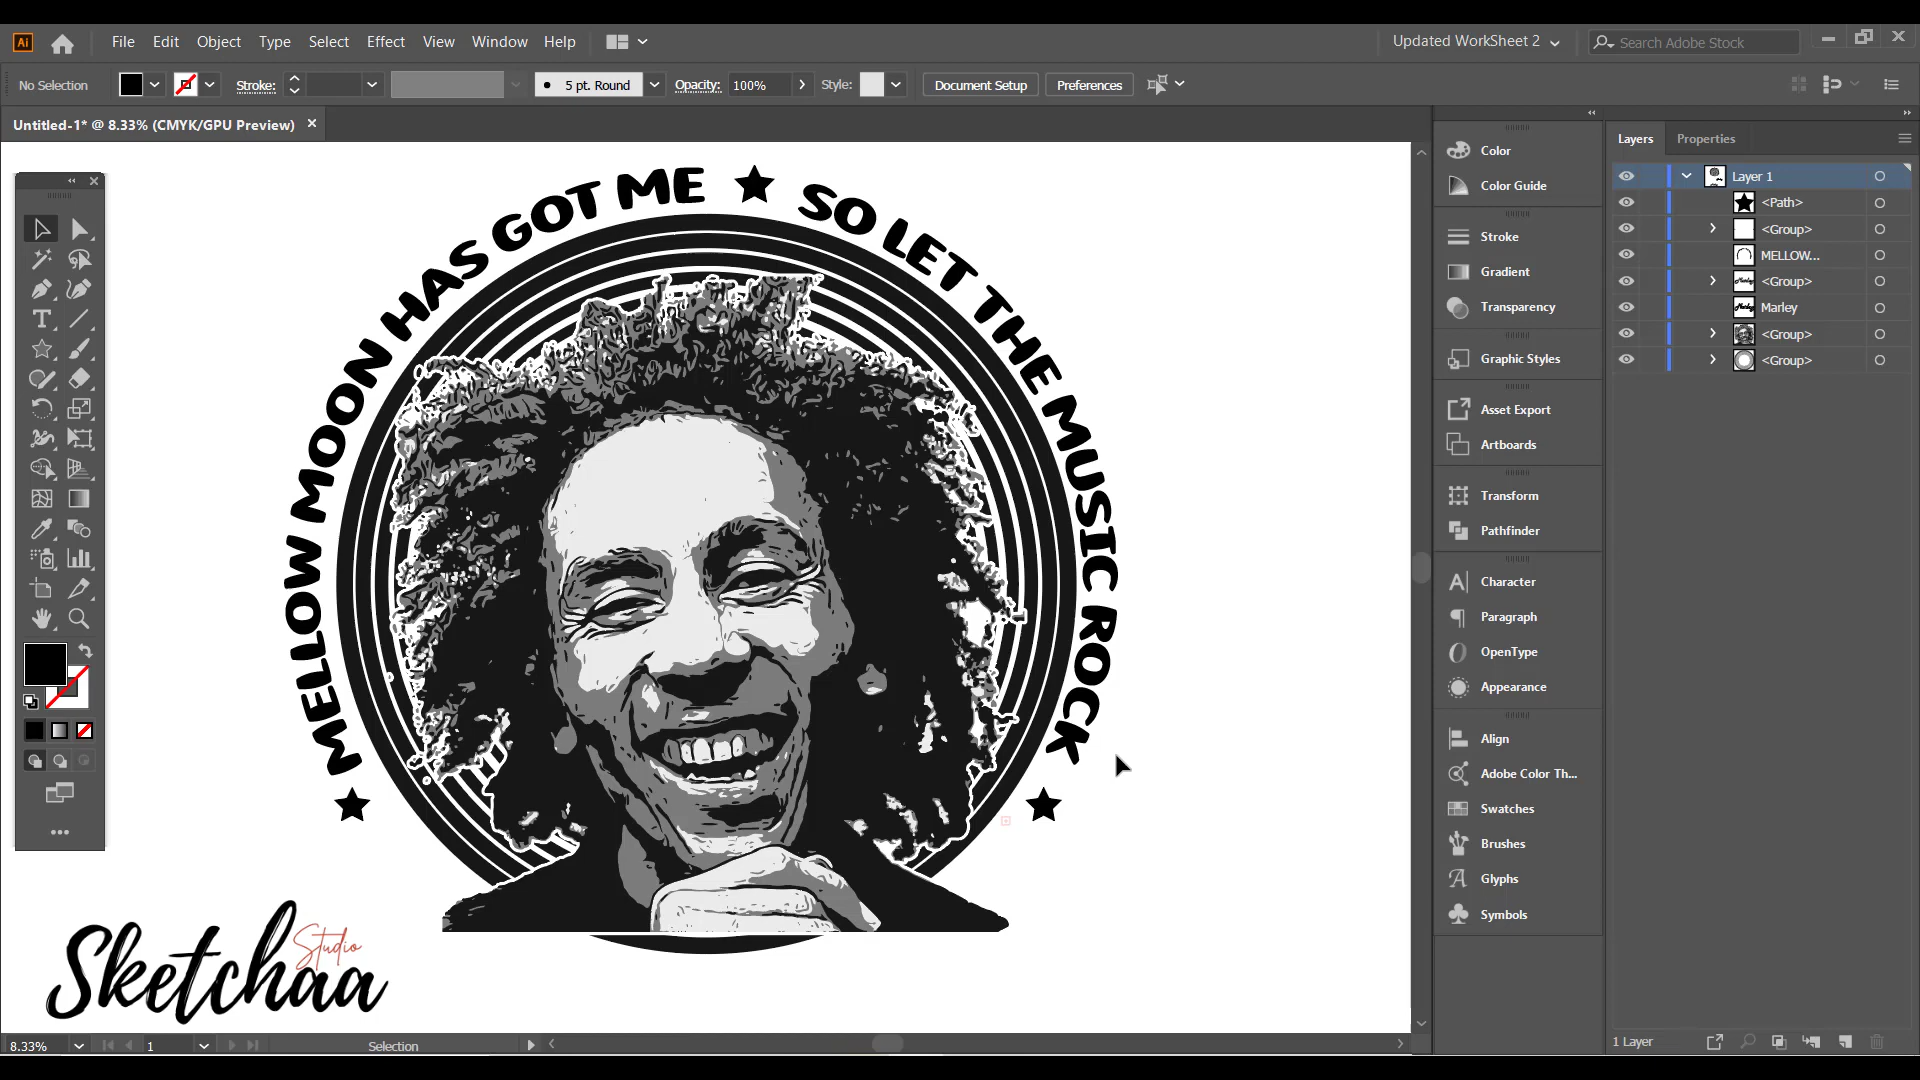 Ai
File Edit Object Type Select Effect View Window Help
Updated WorkSheet 2
Search Adobe Stock
No Selection
Stroke:
5 pt. Round
Opacity: 100%
Style:
Document Setup
Preferences
Untitled-1* @ 8.33% (CMYK/GPU Preview)
MELLOW MOON HAS GOT ME ★ SO LET THE MUSIC ROCK
Sketchaa
Studio
Color
Color Guide
Stroke
Gradient
Transparency
Graphic Styles
Asset Export
Artboards
Transform
Pathfinder
Character
Paragraph
OpenType
Appearance
Align
Adobe Color Th...
Swatches
Brushes
Glyphs
Symbols
Layers Properties
Layer 1
<Path>
<Group>
MELLOW...
<Group>
Marley
<Group>
<Group>
8.33%
1
Selection
1 Layer